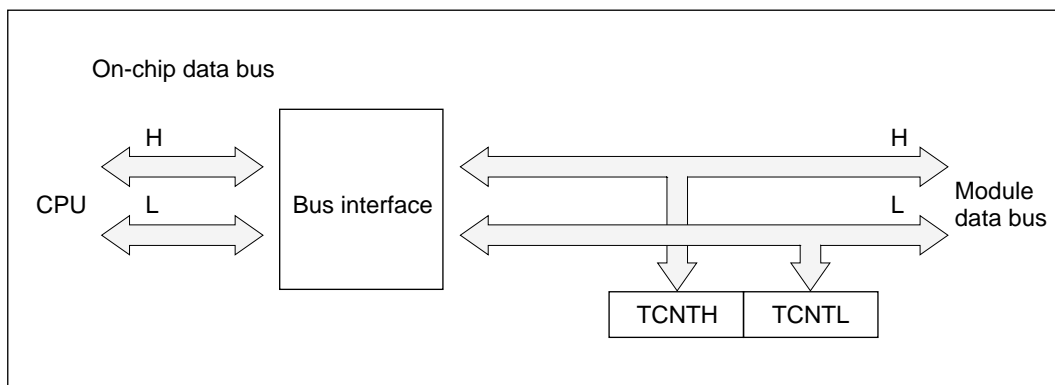 On-chip data bus
H
H
CPU
L
Bus interface
L
Module
data bus
TCNTH
TCNTL